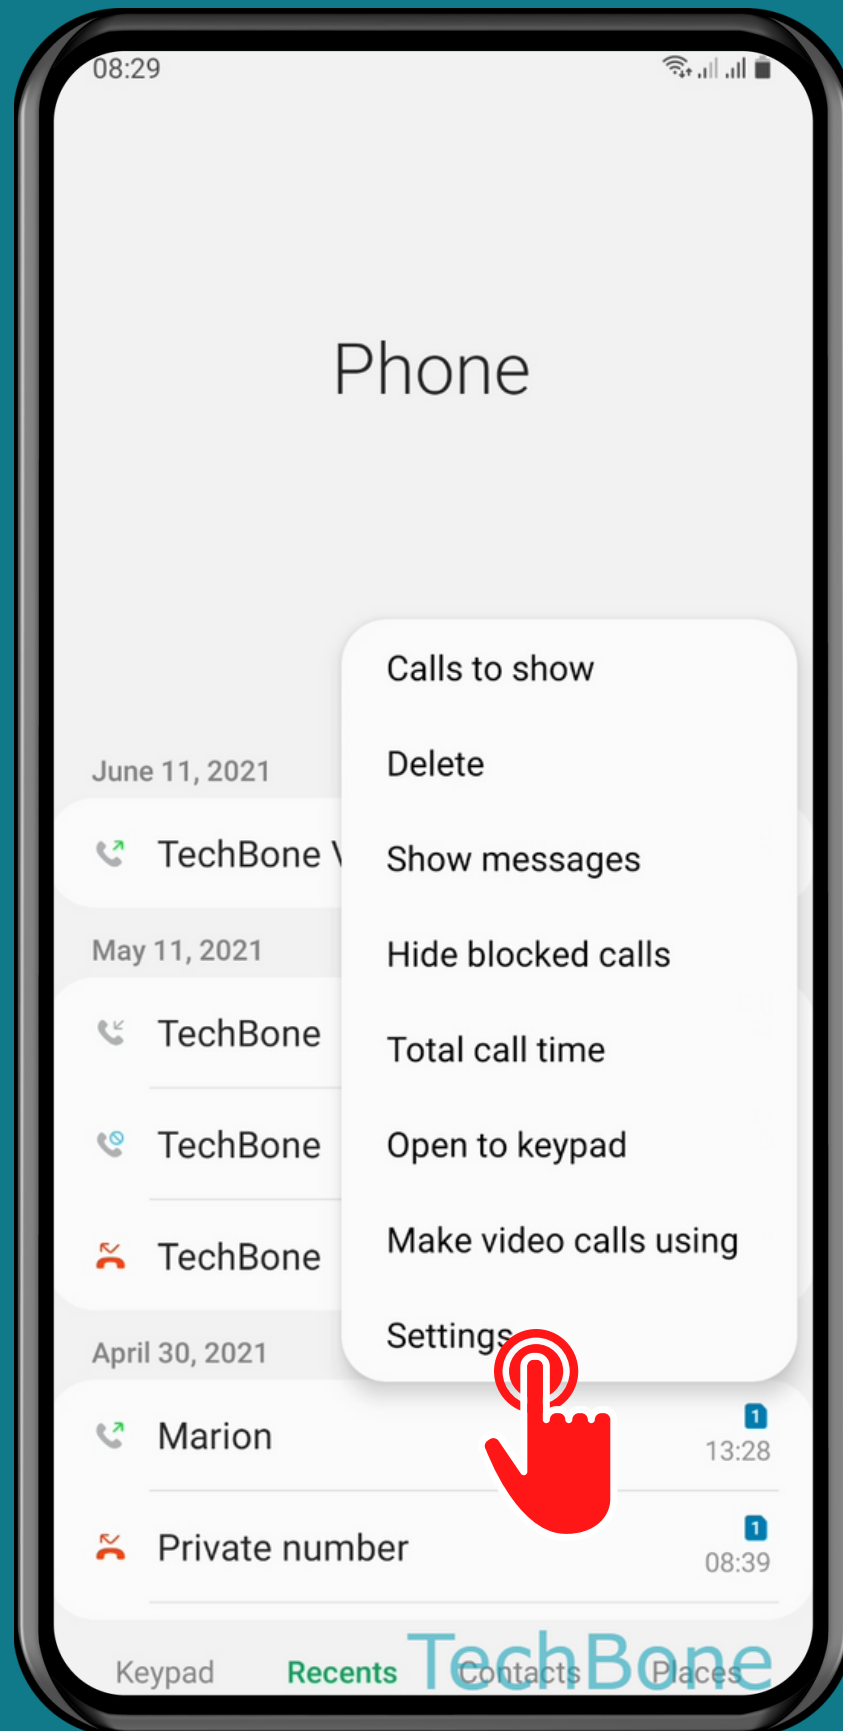 08:29
Phone
Calls to show
Delete
Show messages
Hide blocked calls
Total call time
Open to keypad
Make video calls using
Settings
June 11, 2021
TechBone V
May 11, 2021
TechBone
TechBone
TechBone
April 30, 2021
Marion
1
13:28
Private number
1
08:39
Keypad
Recents
Contacts
Places
TechBone